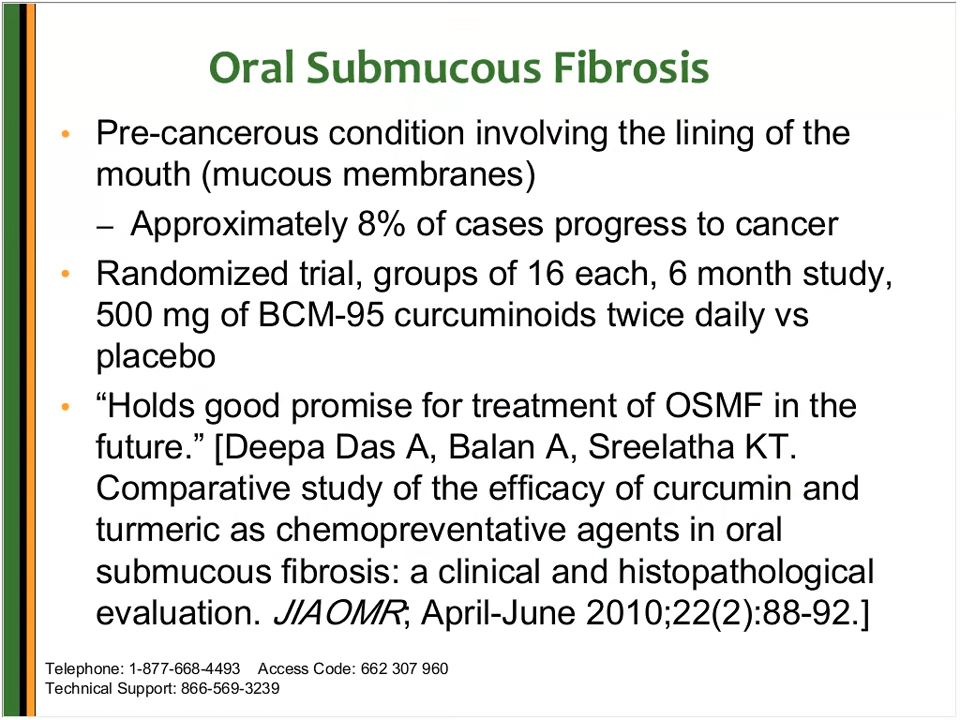 Oral Submucous Fibrosis
• Pre-cancerous condition involving the lining of the
mouth (mucous membranes)
– Approximately 8% of cases progress to cancer
• Randomized trial, groups of 16 each, 6 month study,
500 mg of BCM-95 curcuminoids twice daily vs
placebo
• “Holds good promise for treatment of OSMF in the
future.” [Deepa Das A, Balan A, Sreelatha KT.
Comparative study of the efficacy of curcumin and
turmeric as chemopreventative agents in oral
submucous fibrosis: a clinical and histopathological
evaluation. JIAOMR; April-June 2010;22(2):88-92.]
Telephone: 1-877-668-4493 Access Code: 662 307 960
Technical Support: 866-569-3239